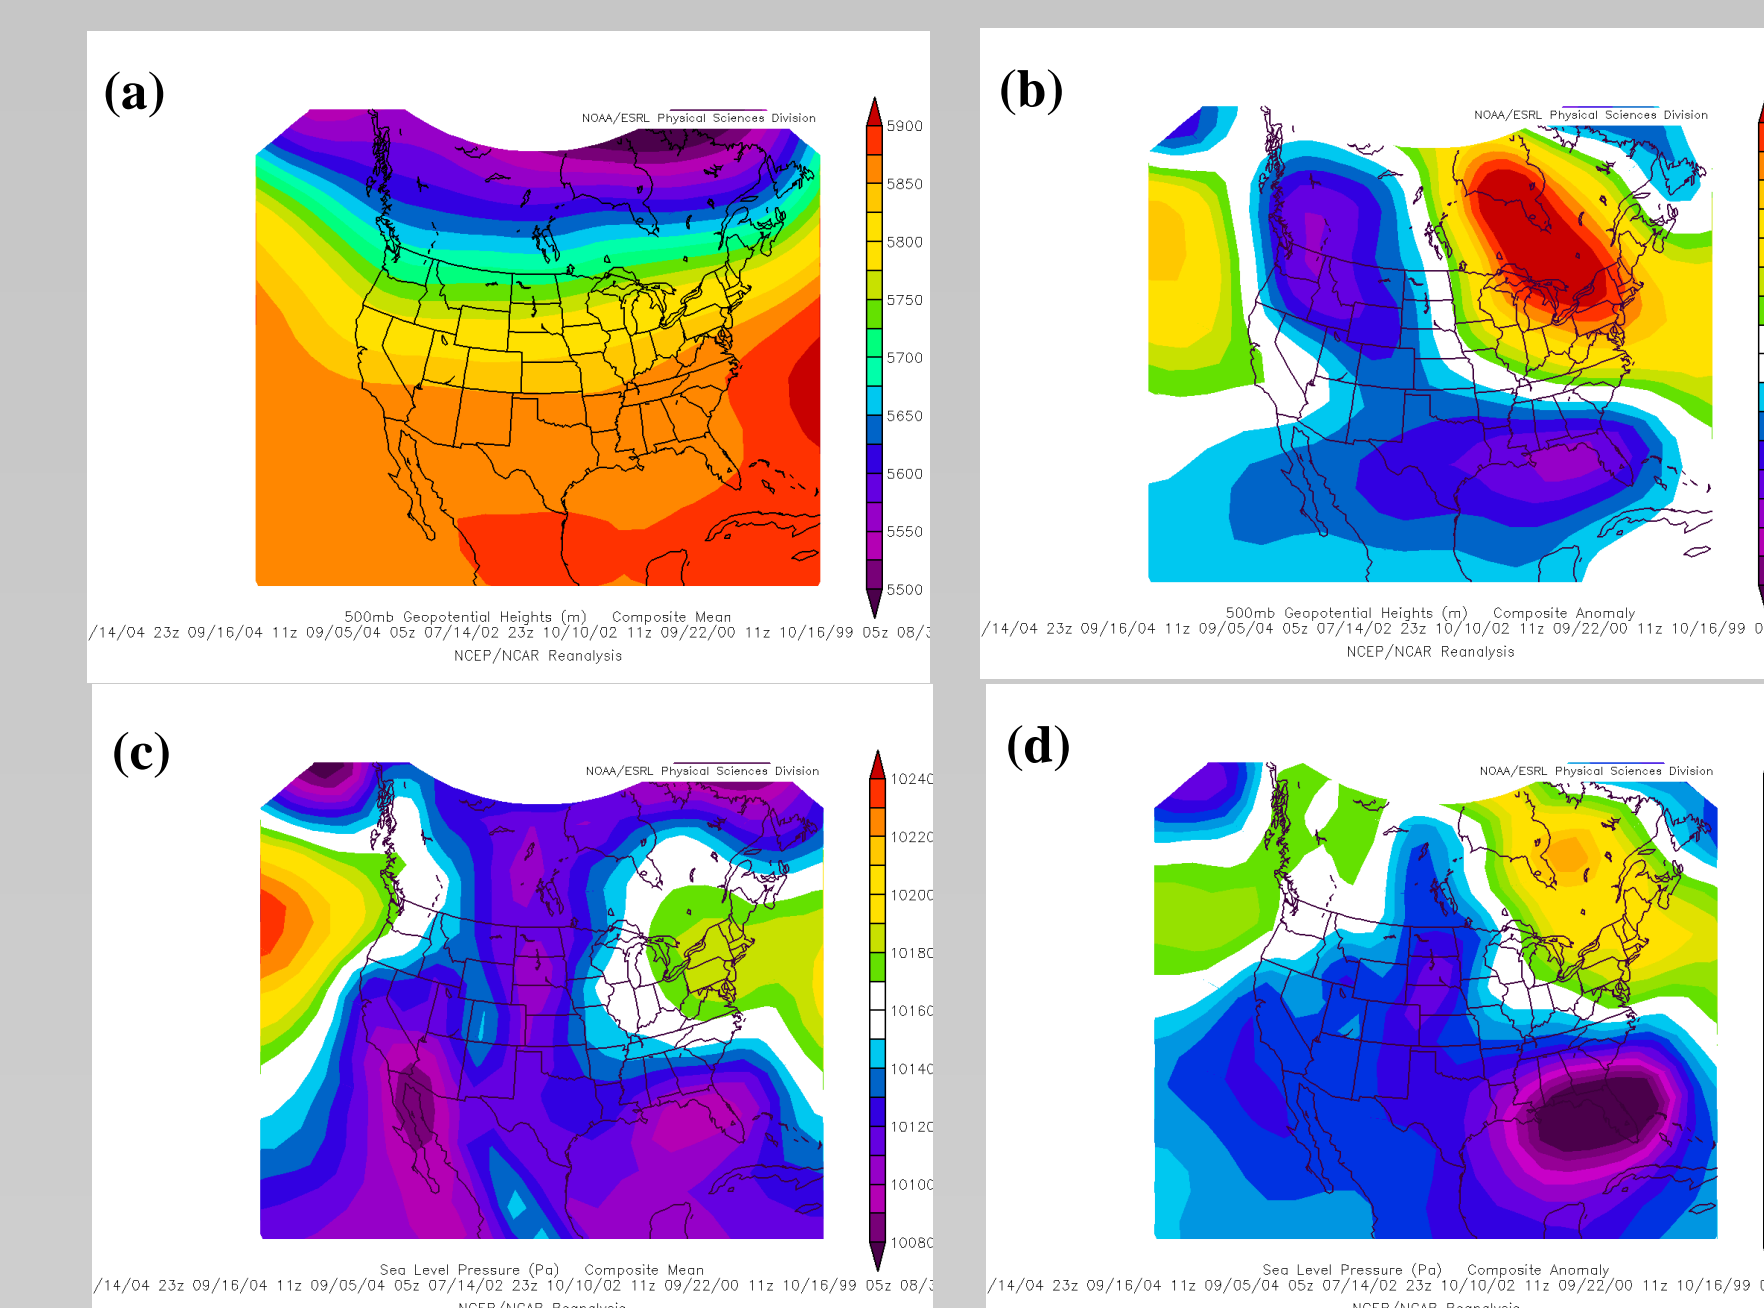 (a)
NOAA/ESRL Physical Sciences Division
5900
5850
5800
5750
5700
5650
5600
5550
5500
500mb Geopotential Heights (m) Composite Mean
/14/04 23z 09/16/04 11z 09/05/04 05z 07/14/02 23z 10/10/02 11z 09/22/00 11z 10/16/99 05z 08/
NCEP/NCAR Reanalysis
(b)
NOAA/ESRL Physical Sciences Division
500mb Geopotential Heights (m) Composite Anomaly
/14/04 23z 09/16/04 11z 09/05/04 05z 07/14/02 23z 10/10/02 11z 09/22/00 11z 10/16/99 0
NCEP/NCAR Reanalysis
(c)
NOAA/ESRL Physical Sciences Division
10240
10220
10200
10180
10160
10140
10120
10100
10080
Sea Level Pressure (Pa) Composite Mean
/14/04 23z 09/16/04 11z 09/05/04 05z 07/14/02 23z 10/10/02 11z 09/22/00 11z 10/16/99 05z 08/
NCEP/NCAR Reanalysis
(d)
NOAA/ESRL Physical Sciences Division
Sea Level Pressure (Pa) Composite Anomaly
/14/04 23z 09/16/04 11z 09/05/04 05z 07/14/02 23z 10/10/02 11z 09/22/00 11z 10/16/99
NCEP/NCAR Reanalysis